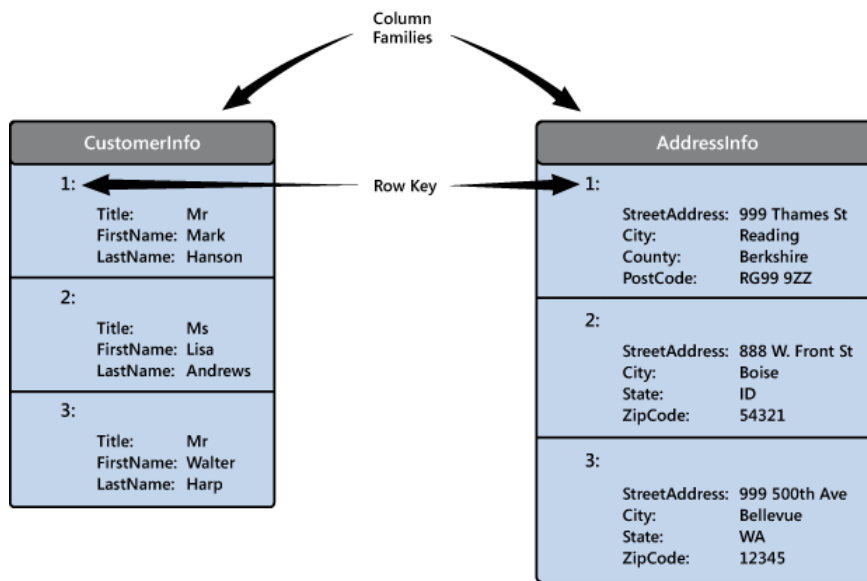 Column
Families
CustomerInfo
1:
Title: Mr
FirstName: Mark
LastName: Hanson
2:
Title: Ms
FirstName: Lisa
LastName: Andrews
3:
Title: Mr
FirstName: Walter
LastName: Harp
Row Key
AddressInfo
1:
StreetAddress: 999 Thames St
City: Reading
County: Berkshire
PostCode: RG99 9ZZ
2:
StreetAddress: 888 W. Front St
City: Boise
State: ID
ZipCode: 54321
3:
StreetAddress: 999 500th Ave
City: Bellevue
State: WA
ZipCode: 12345